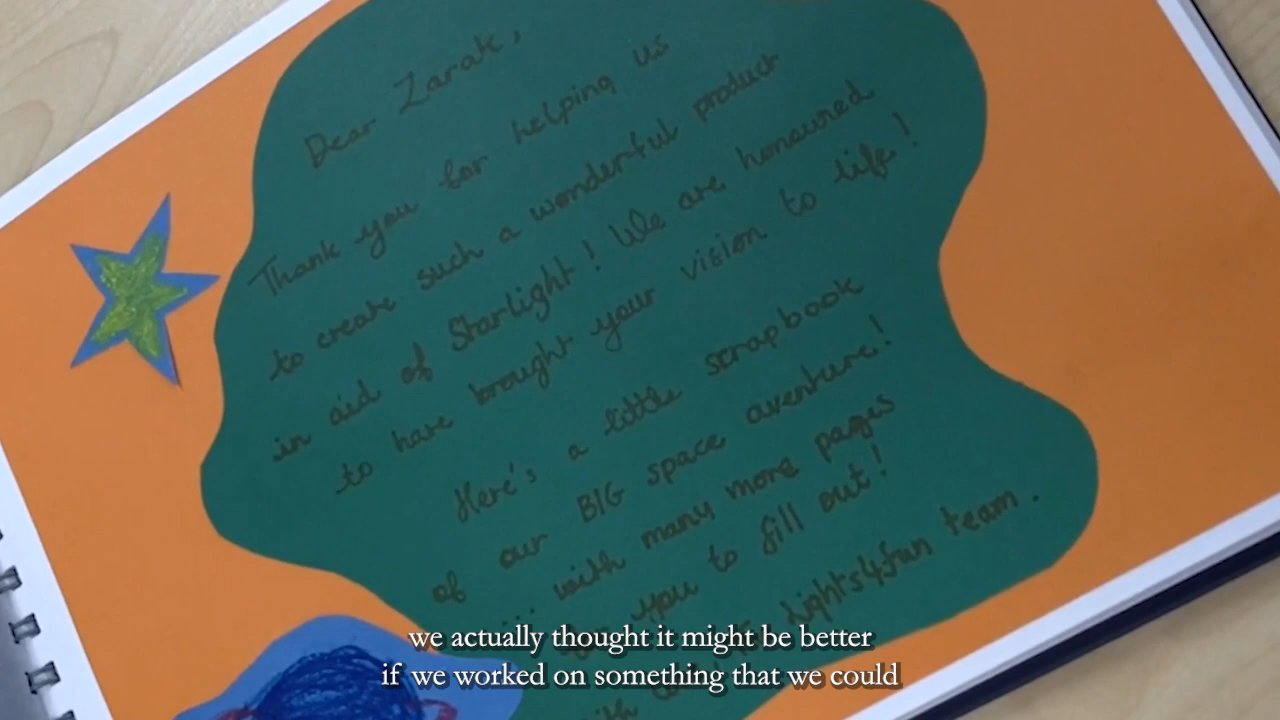 Dear Zarak,
Thank you for helping us
to create such a wonderful product
in aid of Starlight! We are honoured
to have brought your vision to life!
Here's a little scrapbook
of our BIG space aventure!
with many more pages
you to fill out!
Lights4fun team.
we actually thought it might be better
if we worked on something that we could